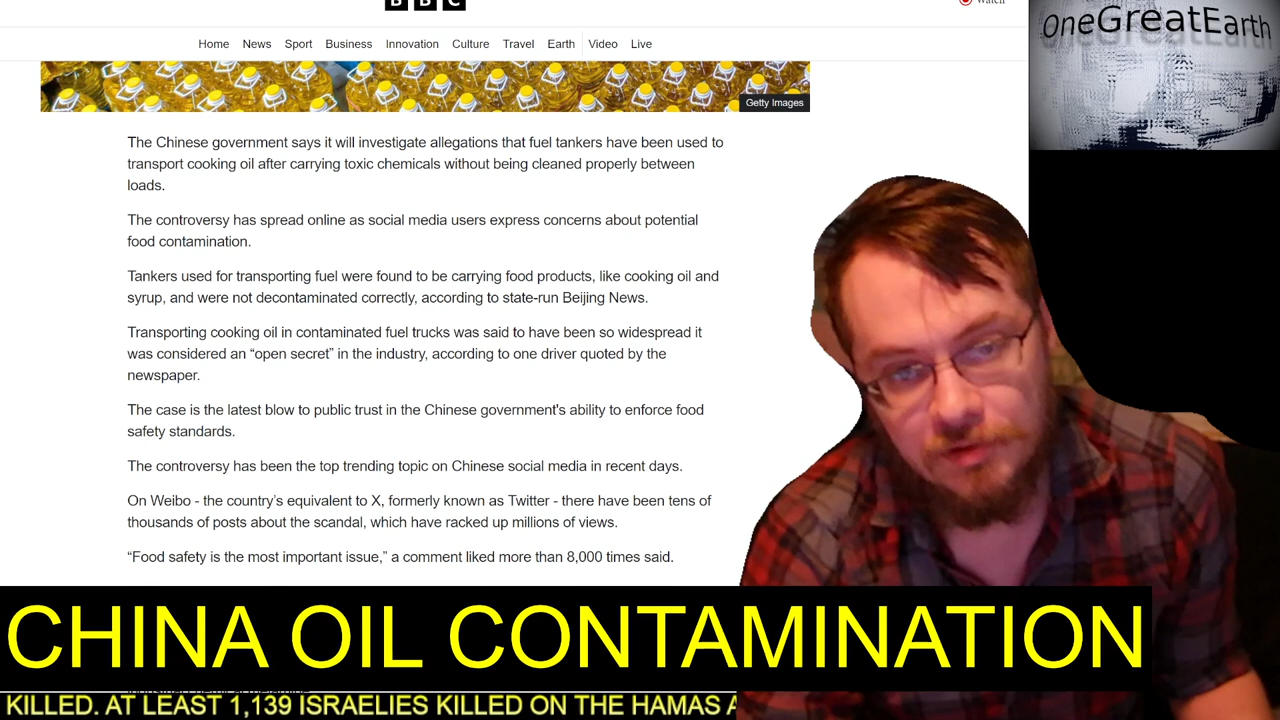 BBC
Watch
OneGreatEarth
Home News Sport Business Innovation Culture Travel Earth Video Live
Getty Images
The Chinese government says it will investigate allegations that fuel tankers have been used to
transport cooking oil after carrying toxic chemicals without being cleaned properly between
loads.
The controversy has spread online as social media users express concerns about potential
food contamination.
Tankers used for transporting fuel were found to be carrying food products, like cooking oil and
syrup, and were not decontaminated correctly, according to state-run Beijing News.
Transporting cooking oil in contaminated fuel trucks was said to have been so widespread it
was considered an “open secret” in the industry, according to one driver quoted by the
newspaper.
The case is the latest blow to public trust in the Chinese government's ability to enforce food
safety standards.
The controversy has been the top trending topic on Chinese social media in recent days.
On Weibo - the country’s equivalent to X, formerly known as Twitter - there have been tens of
thousands of posts about the scandal, which have racked up millions of views.
“Food safety is the most important issue,” a comment liked more than 8,000 times said.
CHINA OIL CONTAMINATION
KILLED. AT LEAST 1,139 ISRAELIES KILLED ON THE HAMAS A